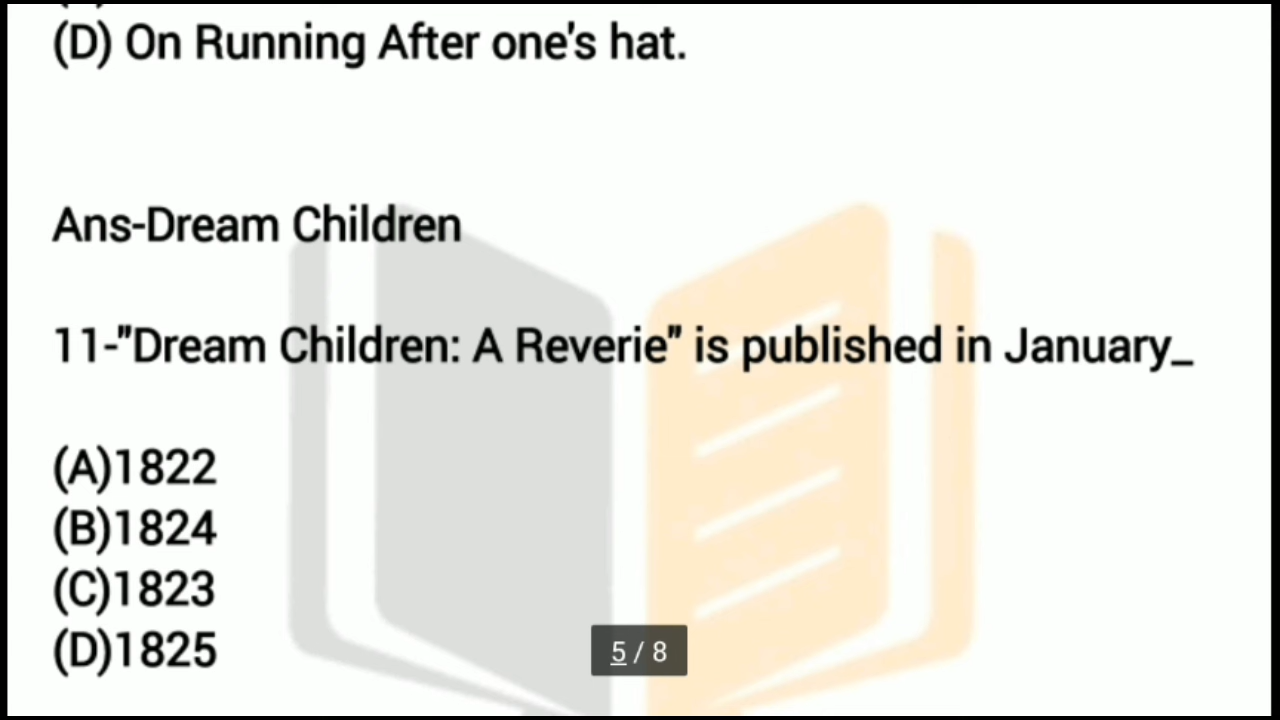 (D) On Running After one's hat.
Ans-Dream Children
11-"Dream Children: A Reverie" is published in January_
(A)1822
(B)1824
(C)1823
(D)1825
5 / 8